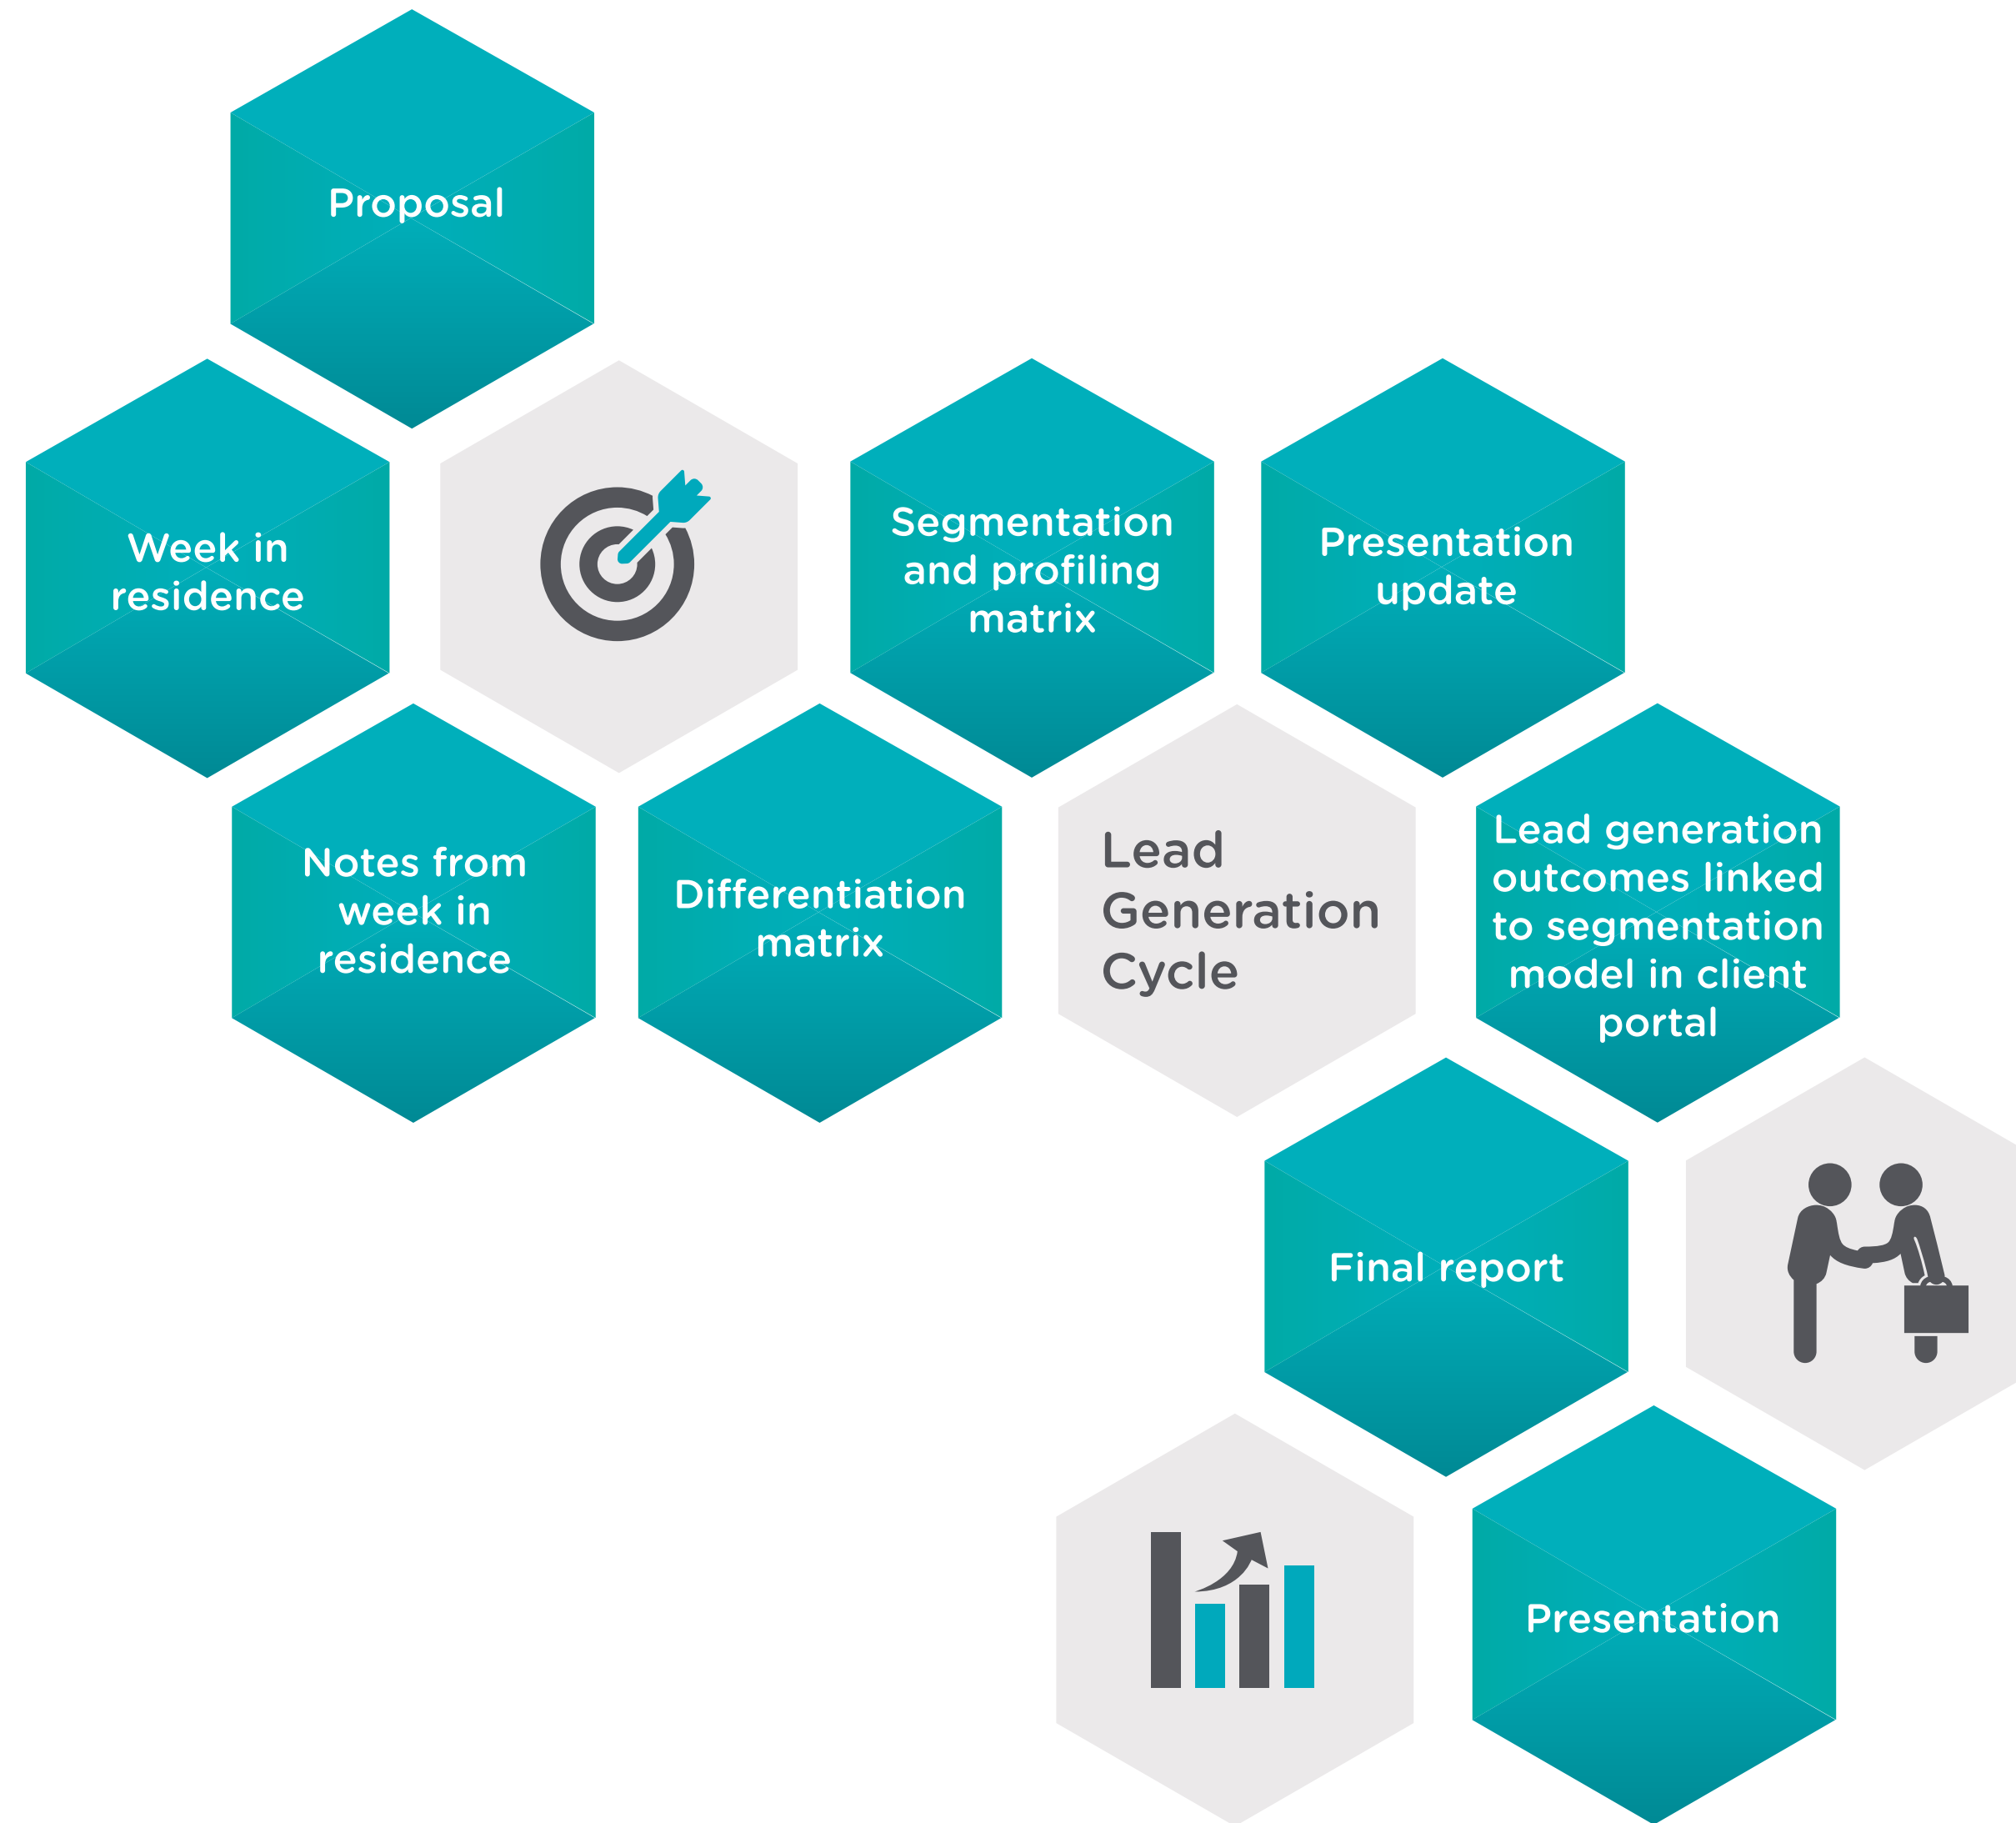 Proposal
Week in
residence
Segmentation
and profiling
matrix
Presentation
update
Notes from
week in
residence
Differentiation
matrix
Lead
Generation
Cycle
Lead generation
outcomes linked
to segmentation
model in client
portal
Final report
Presentation